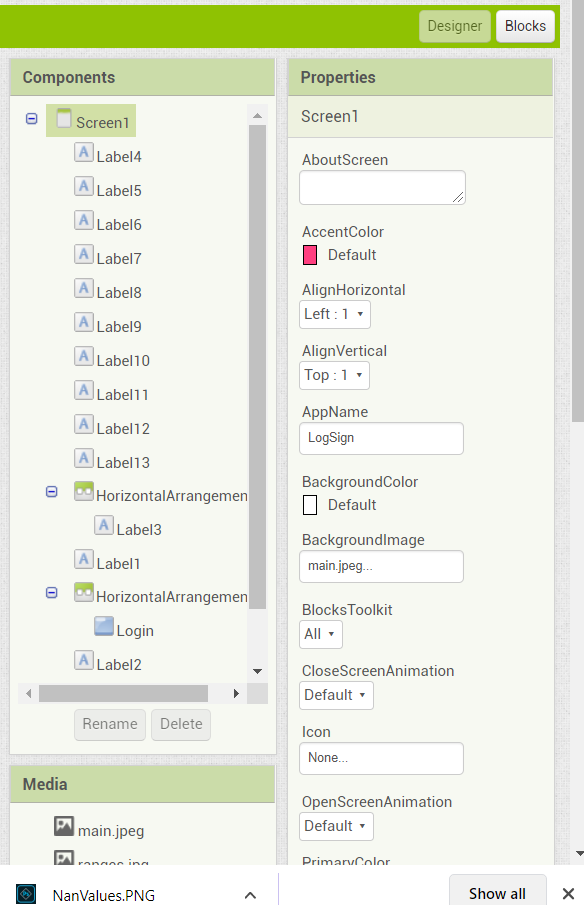 Designer
Blocks
Components
Screen1
Label4
Label5
Label6
Label7
Label8
Label9
Label10
Label11
Label12
Label13
HorizontalArrangemen
Label3
Label1
HorizontalArrangemen
Login
Label2
Rename
Delete
Media
main.jpeg
Properties
Screen1
AboutScreen
AccentColor
Default
AlignHorizontal
Left : 1
AlignVertical
Top : 1
AppName
LogSign
BackgroundColor
Default
BackgroundImage
main.jpeg...
BlocksToolkit
All
CloseScreenAnimation
Default
Icon
None...
OpenScreenAnimation
Default
PrimaryColor
NanValues.PNG
Show all